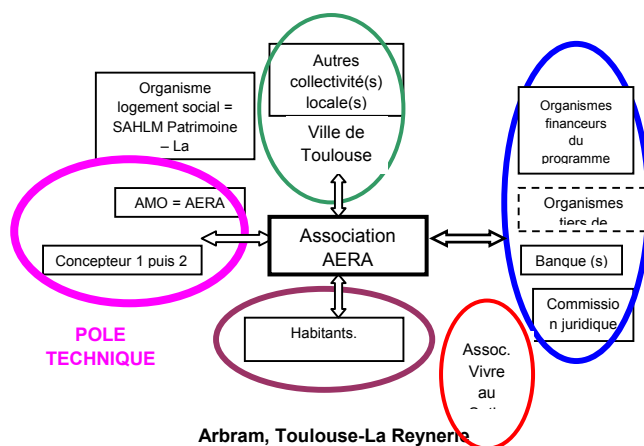 Autres
collectivité(s)
locale(s)
Ville de
Toulouse
Organisme
logement social =
SAHLM Patrimoine
– La
Organismes
financeurs
du
programme
AMO = AERA
Organismes
tiers de
Concepteur 1 puis 2
Association
AERA
Banque (s)
Commissio
n juridique
POLE
TECHNIQUE
Habitants.
Assoc.
Vivre
au
Arbram, Toulouse-La Reynerie